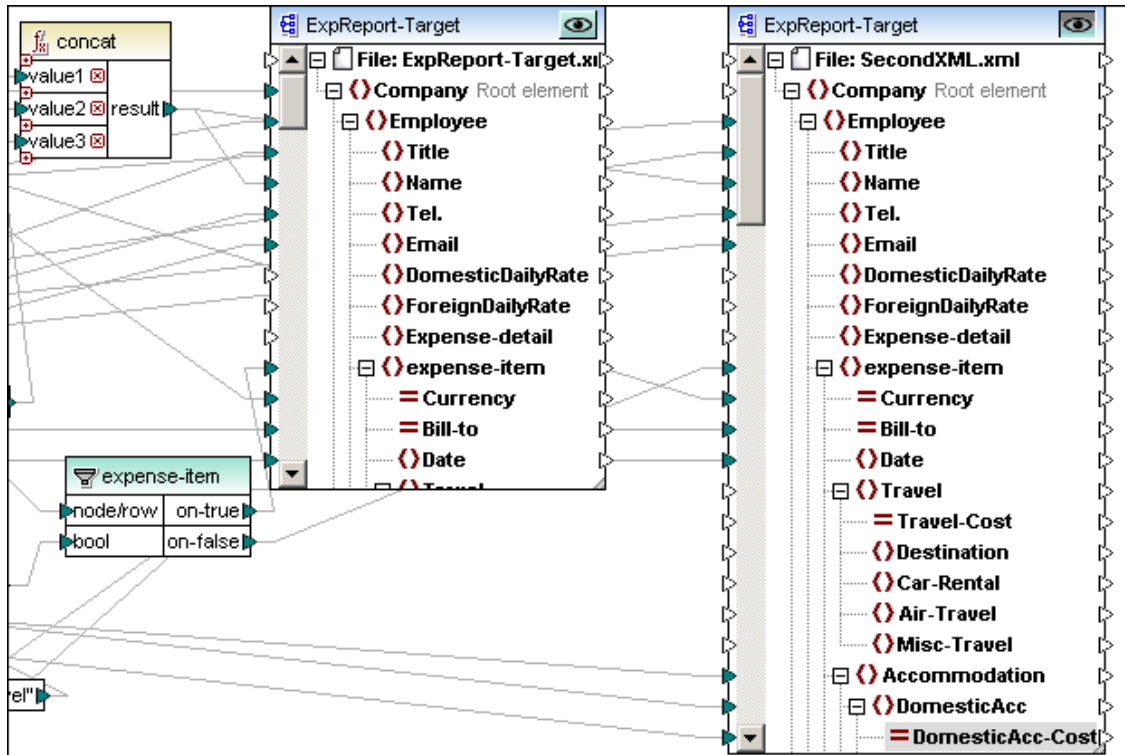 concat
value1
value2 result
value3
expense-item
node/row on-true
bool on-false
ExpReport-Target
File: ExpReport-Target.x
Company Root element
Employee
Title
Name
Tel.
Email
DomesticDailyRate
ForeignDailyRate
Expense-detail
expense-item
Currency
Bill-to
Date
Travel
ExpReport-Target
File: SecondXML.xml
Company Root element
Employee
Title
Name
Tel.
Email
DomesticDailyRate
ForeignDailyRate
Expense-detail
expense-item
Currency
Bill-to
Date
Travel
Travel-Cost
Destination
Car-Rental
Air-Travel
Misc-Travel
Accommodation
DomesticAcc
DomesticAcc-Cost
vel"